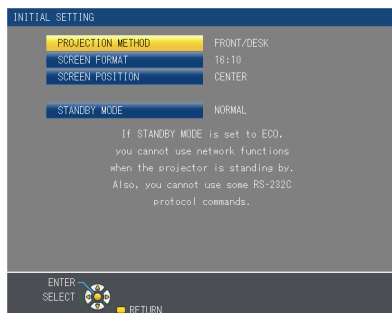 INITIAL SETTING
PROJECTION METHOD FRONT/DESK
SCREEN FORMAT 16:10
SCREEN POSITION CENTER
STANDBY MODE NORMAL
If STANDBY MODE is set to ECO,
you cannot use network functions
when the projector is standing by.
Also, you cannot use some RS-232C
protocol commands.
ENTER
SELECT
RETURN